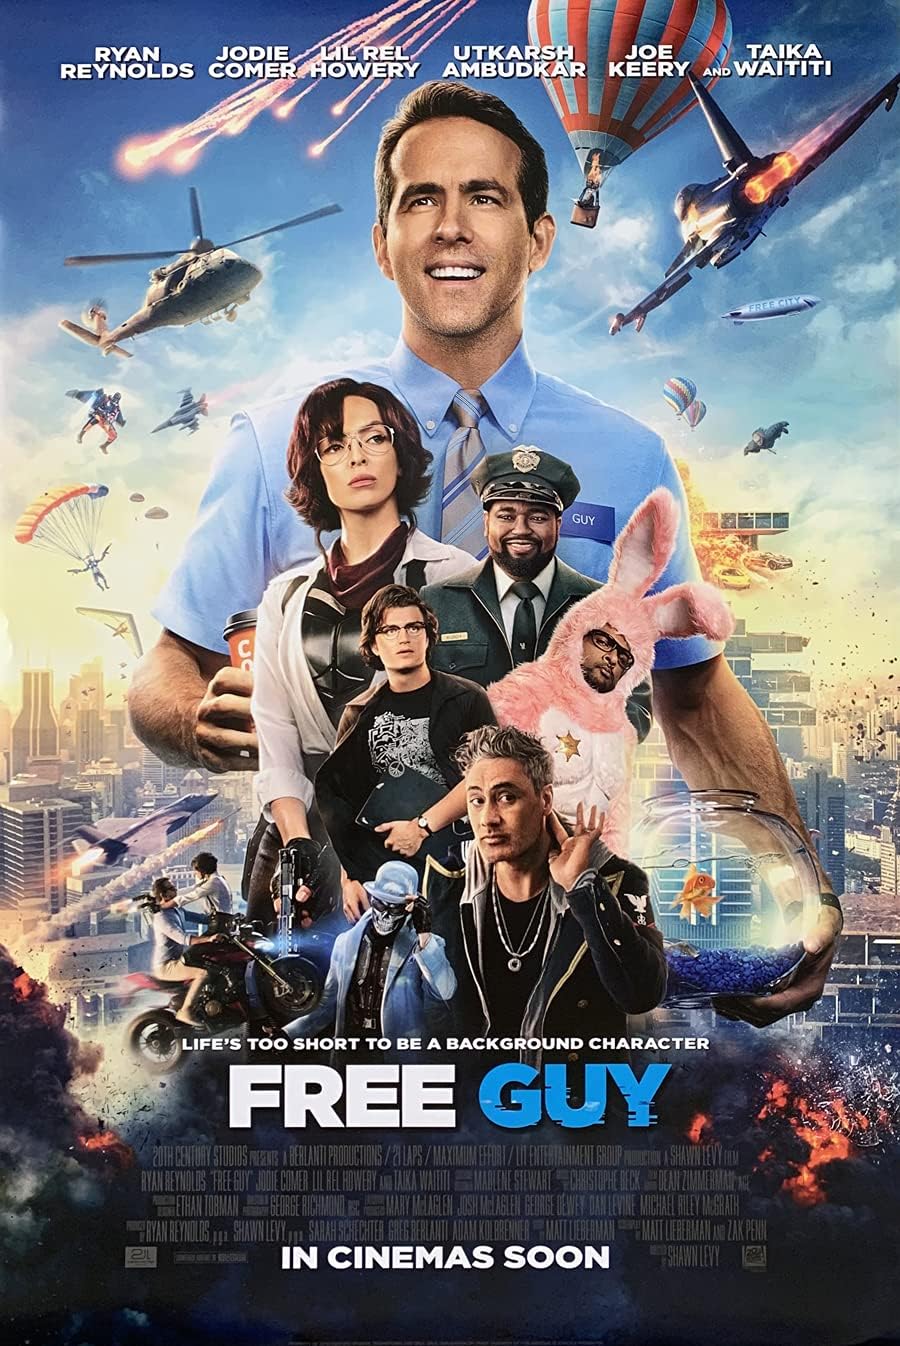 RYAN REYNOLDS JODIE COMER LIL REL HOWERY UTKARSH AMBUDKAR JOE KEERY AND TAIKA WAITITI
FREE CITY
GUY
LIFE'S TOO SHORT TO BE A BACKGROUND CHARACTER
FREE GUY
20TH CENTURY STUDIOS PRESENTS A BERLANTI PRODUCTIONS / 21 LAPS / MAXIMUM EFFORT / LIT ENTERTAINMENT GROUP PRODUCTION A SHAWN LEVY FILM
RYAN REYNOLDS "FREE GUY" JODIE COMER LIL REL HOWERY AND TAIKA WAITITI MARLENE STEWART CHRISTOPHE BECK DEAN ZIMMERMAN
ETHAN TOBMAN GEORGE RICHMOND, BSC MARY McLAGLEN JOSH McLAGLEN GEORGE DEWEY DAN LEVINE MICHAEL RILEY McGRATH
RYAN REYNOLDS, p.g.a. SHAWN LEVY, p.g.a. SARAH SCHECHTER GREG BERLANTI ADAM KOLBRENNER MATT LIEBERMAN MATT LIEBERMAN AND ZAK PENN
SHAWN LEVY
IN CINEMAS SOON